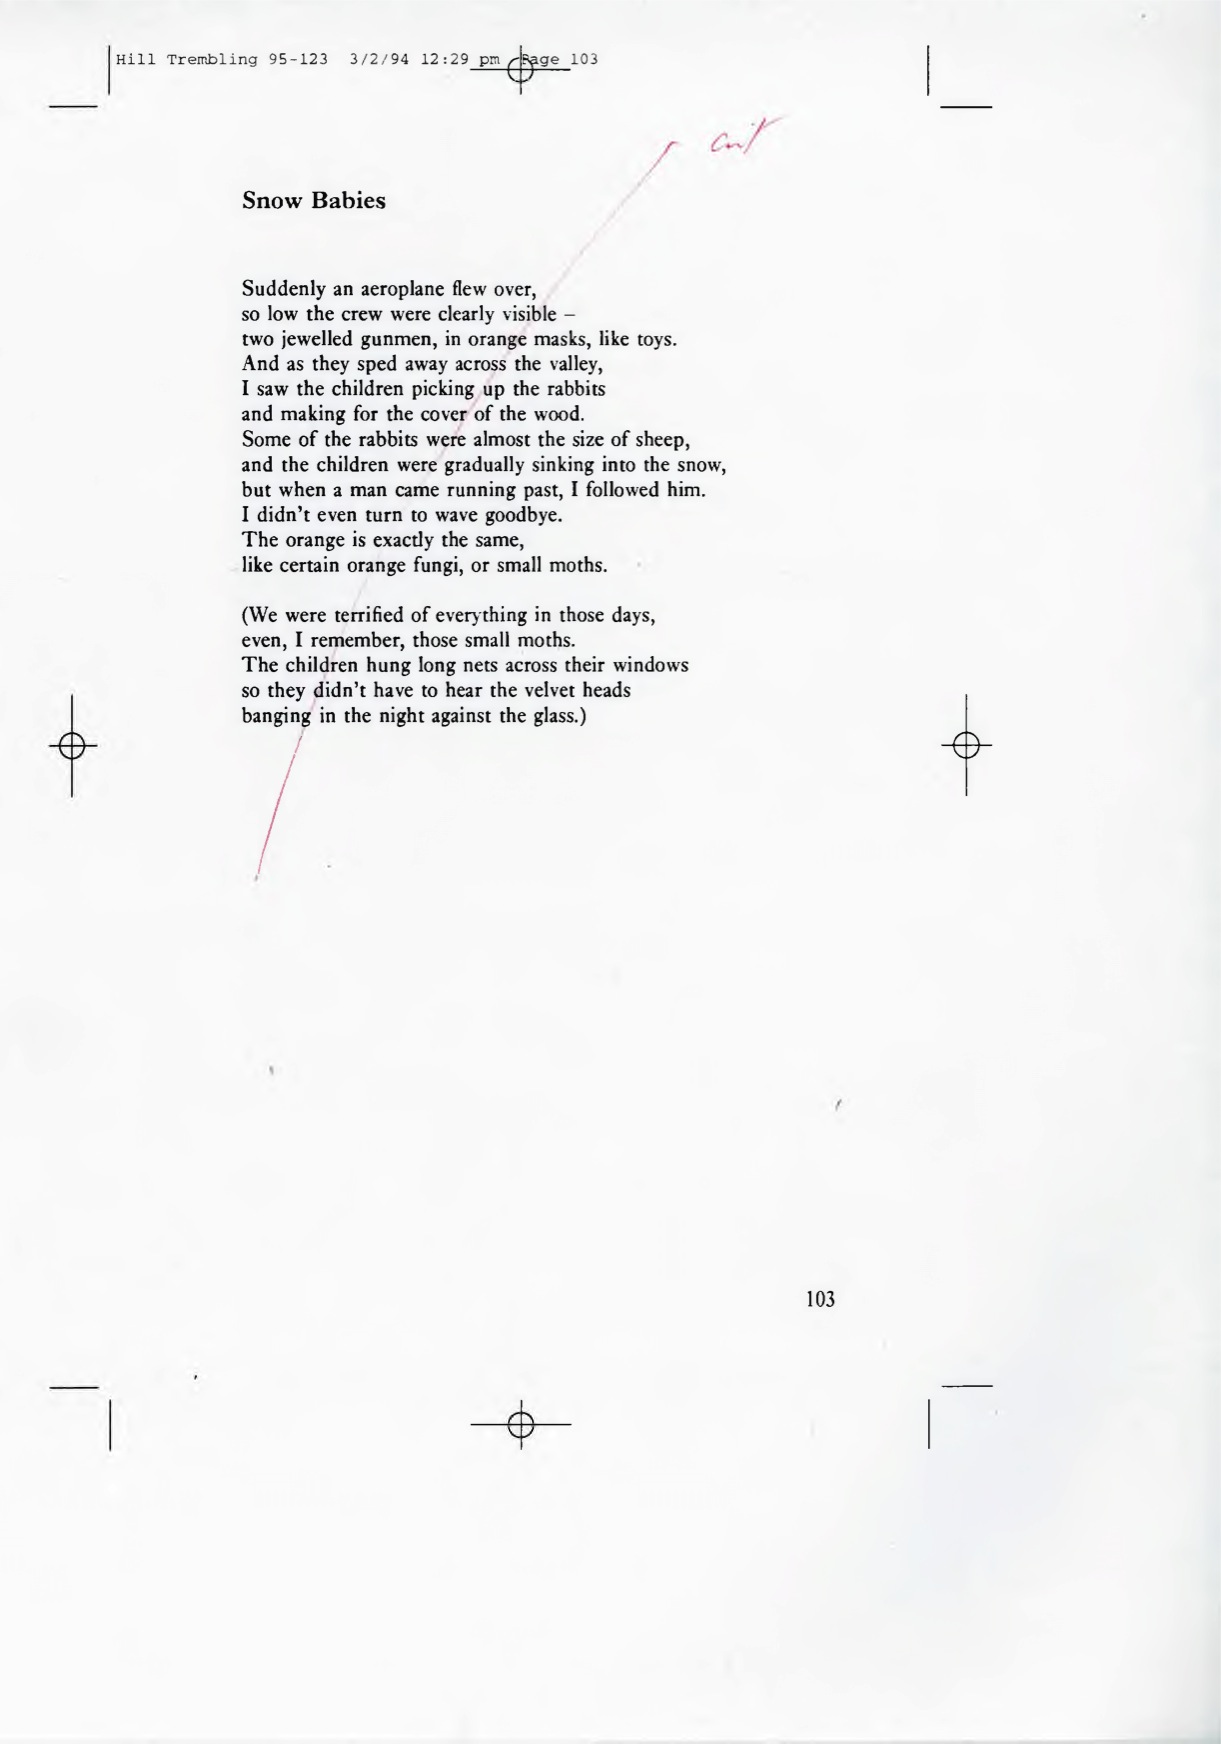 Hill Trembling 95-123 3/2/94 12:29 pm Page 103
cut
Snow Babies
Suddenly an aeroplane flew over,
so low the crew were clearly visible –
two jewelled gunmen, in orange masks, like toys.
And as they sped away across the valley,
I saw the children picking up the rabbits
and making for the cover of the wood.
Some of the rabbits were almost the size of sheep,
and the children were gradually sinking into the snow,
but when a man came running past, I followed him.
I didn't even turn to wave goodbye.
The orange is exactly the same,
like certain orange fungi, or small moths.
(We were terrified of everything in those days,
even, I remember, those small moths.
The children hung long nets across their windows
so they didn't have to hear the velvet heads
banging in the night against the glass.)
103